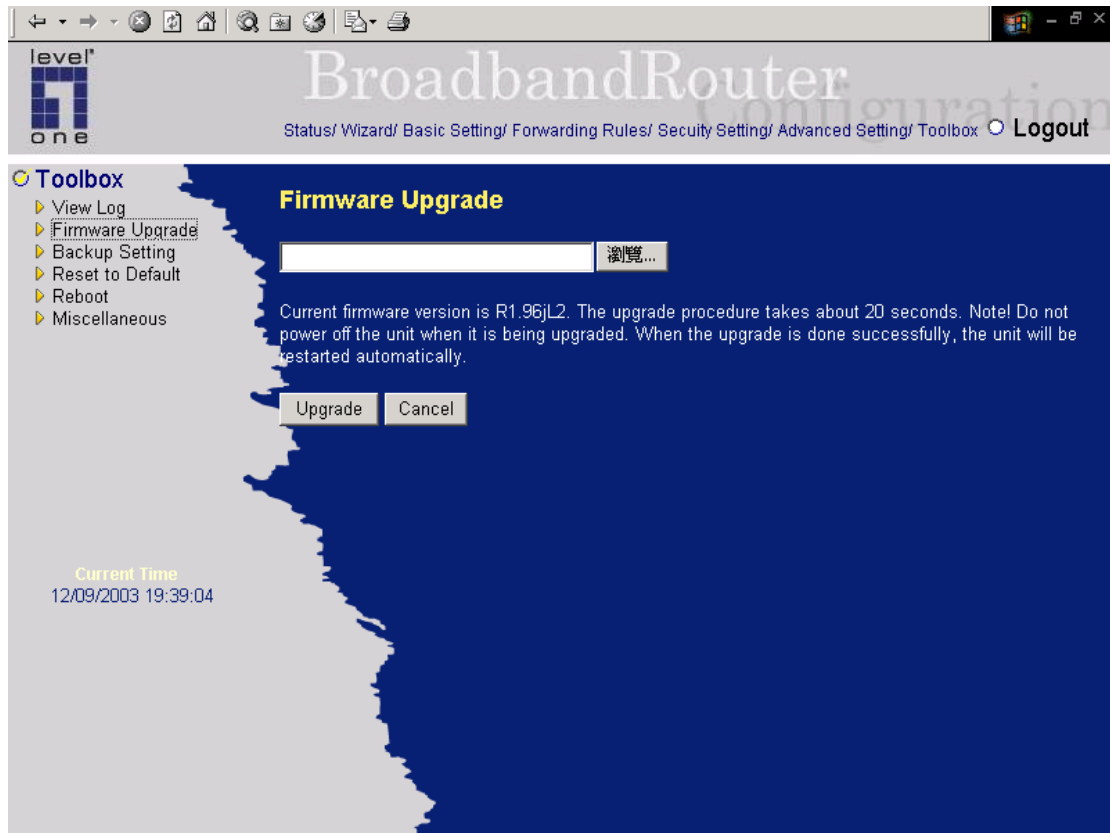 level
one
BroadbandRouter
Configuration
Status/ Wizard/ Basic Setting/ Forwarding Rules/ Secuity Setting/ Advanced Setting/ Toolbox Logout
Toolbox
View Log
Firmware Upgrade
Backup Setting
Reset to Default
Reboot
Miscellaneous
Current Time
12/09/2003 19:39:04
Firmware Upgrade
瀏覽...
Current firmware version is R1.96jL2. The upgrade procedure takes about 20 seconds. Note! Do not
power off the unit when it is being upgraded. When the upgrade is done successfully, the unit will be
restarted automatically.
Upgrade Cancel